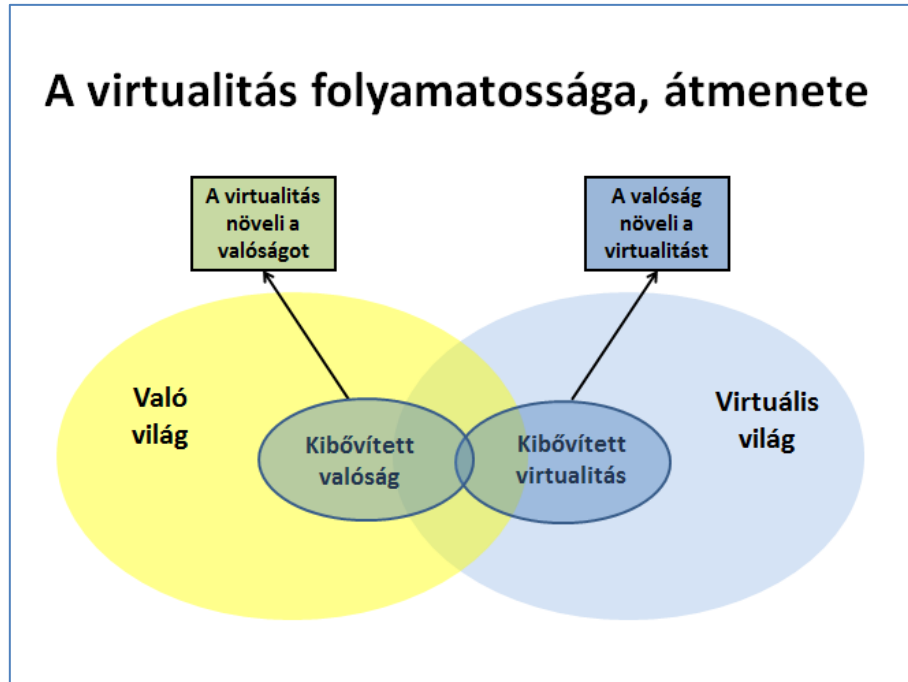 A virtualitás folyamatossága, átmenete
A virtualitás
növeli a
valóságot
A valóság
növeli a
virtualitást
Való
világ
Kibővített
valóság
Kibővített
virtualitás
Virtuális
világ